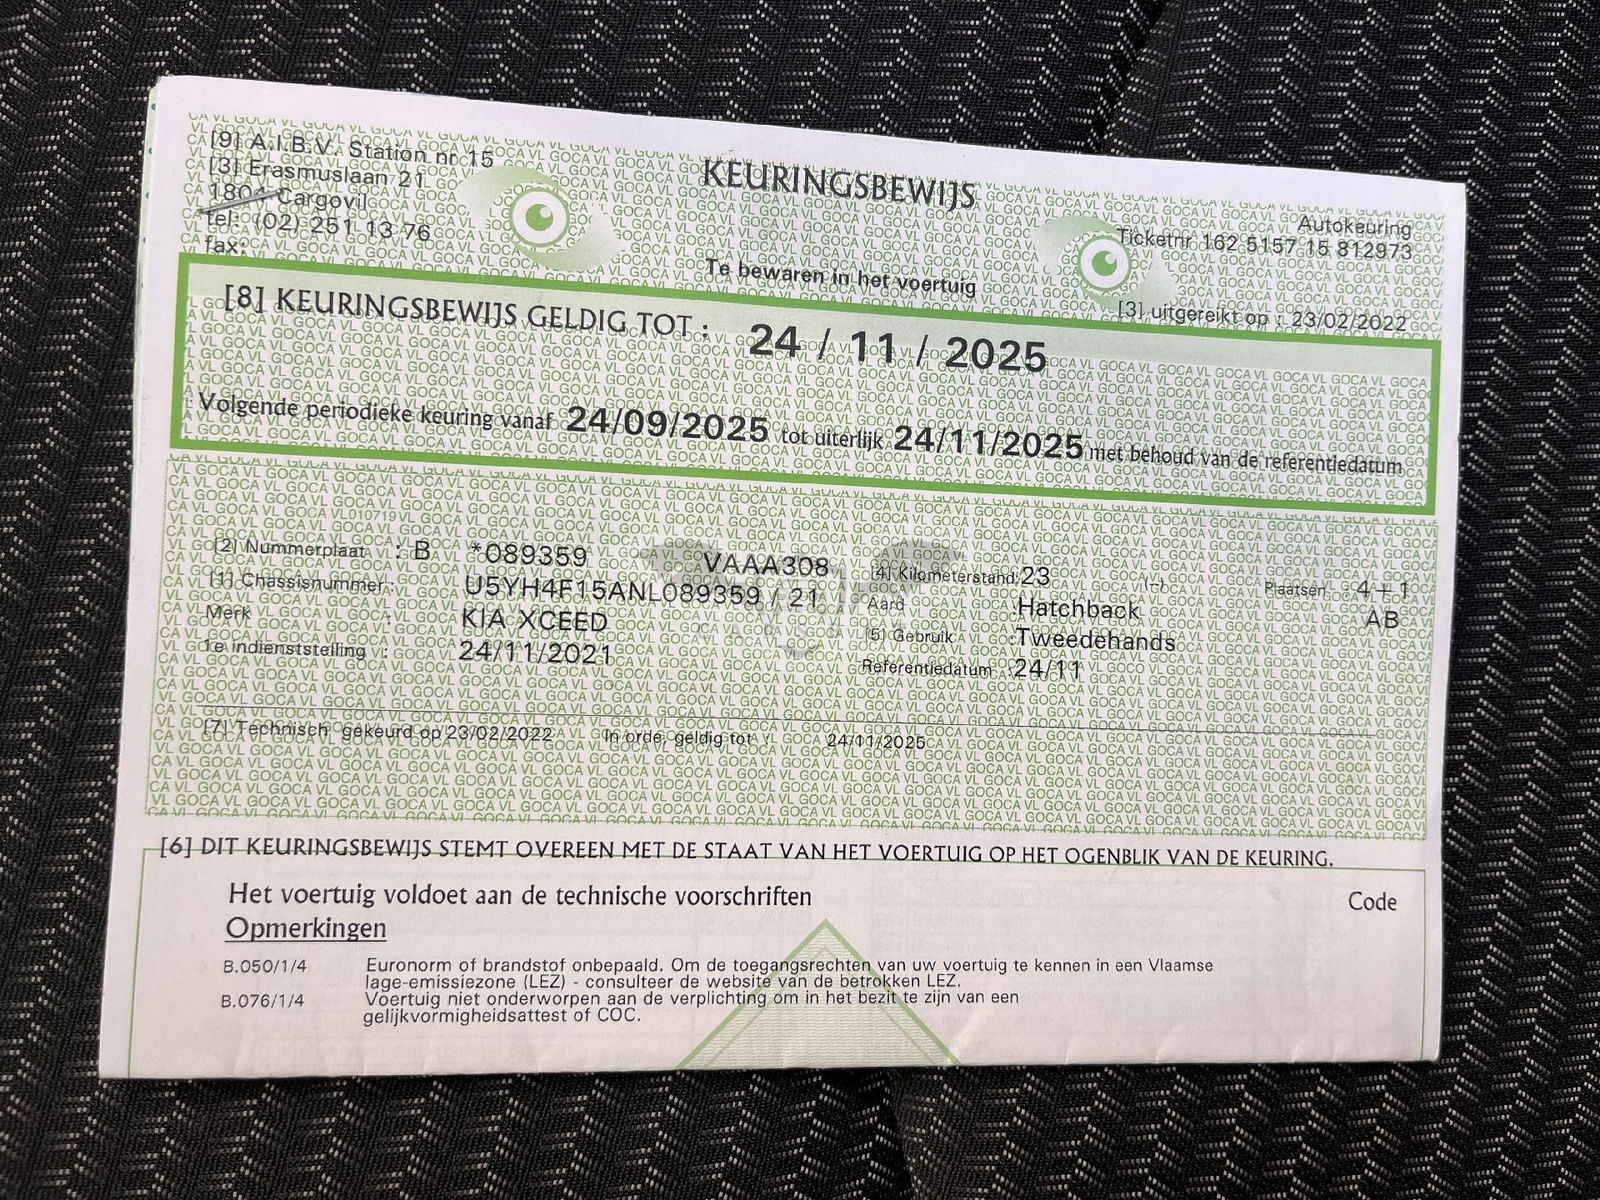 [9] A.I.B.V. Station nr 15
[3] Erasmuslaan 21
1804 Cargovil
tel: (02) 251 13 76
fax:
KEURINGSBEWIJS
Te bewaren in het voertuig
Autokeuring
Ticketnr 162 5157 15 812973
[3] uitgereikt op : 23/02/2022
[8] KEURINGSBEWIJS GELDIG TOT : 24 / 11 / 2025
Volgende periodieke keuring vanaf 24/09/2025 tot uiterlijk 24/11/2025 met behoud van de referentiedatum
[2] Nummerplaat : B *089359 VAAA308 [4] Kilometerstand: 23 (--) Plaatsen : 4 + 1
[1] Chassisnummer : U5YH4F15ANL089359 / 21 Aard :Hatchback AB
Merk : KIA XCEED [5] Gebruik :Tweedehands
1e indienststelling : 24/11/2021 Referentiedatum :24/11
[7] Technisch gekeurd op 23/02/2022 In orde, geldig tot 24/11/2025
[6] DIT KEURINGSBEWIJS STEMT OVEREEN MET DE STAAT VAN HET VOERTUIG OP HET OGENBLIK VAN DE KEURING.
Het voertuig voldoet aan de technische voorschriften Code
Opmerkingen
B.050/1/4 Euronorm of brandstof onbepaald. Om de toegangsrechten van uw voertuig te kennen in een Vlaamse
lage-emissiezone (LEZ) - consulteer de website van de betrokken LEZ.
B.076/1/4 Voertuig niet onderworpen aan de verplichting om in het bezit te zijn van een
gelijkvormigheidsattest of COC.